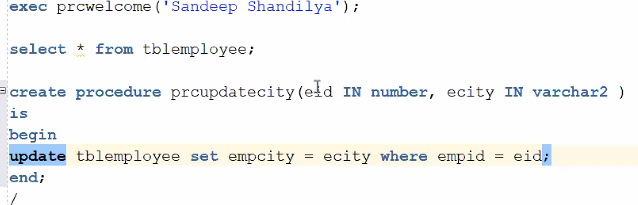 exec prcwelcome('Sandeep Shandilya');
select * from tblemployee;
create procedure prcupdatecity(eid IN number, ecity IN varchar2 )
is
begin
update tblemployee set empcity = ecity where empid = eid;
end;
/